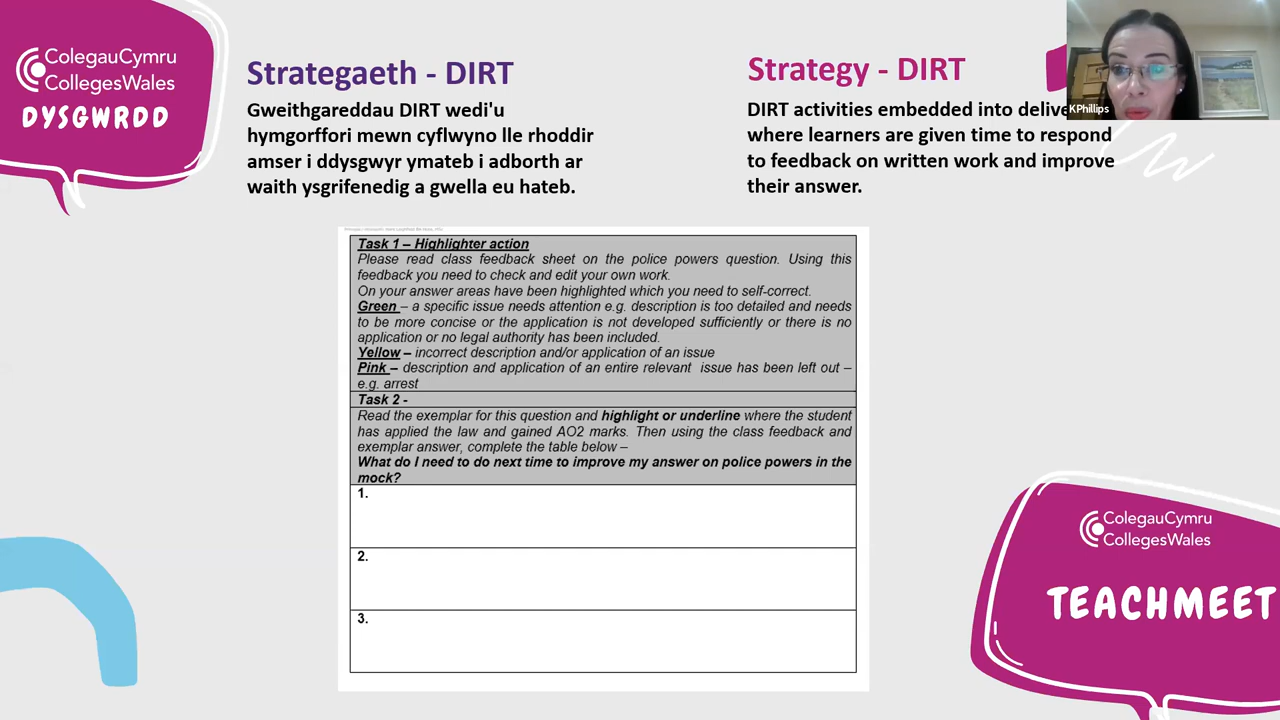 ColegauCymru
CollegesWales
DYSGWRDD
Strategaeth - DIRT
Gweithgareddau DIRT wedi'u
hymgorffori mewn cyflwyno lle rhoddir
amser i ddysgwyr ymateb i adborth ar
waith ysgrifenedig a gwella eu hateb.
Strategy - DIRT
DIRT activities embedded into
where learners are given time to respond
to feedback on written work and improve
their answer.
KPhillips
Task 1 – Highlighter action
Please read class feedback sheet on the police powers question. Using this
feedback you need to check and edit your own work.
On your answer areas have been highlighted which you need to self-correct.
Green – a specific issue needs attention e.g. description is too detailed and needs
to be more concise or the application is not developed sufficiently or there is no
application or no legal authority has been included.
Yellow – incorrect description and/or application of an issue
Pink – description and application of an entire relevant issue has been left out –
e.g. arrest
Task 2 -
Read the exemplar for this question and highlight or underline where the student
has applied the law and gained AO2 marks. Then using the class feedback and
exemplar answer, complete the table below –
What do I need to do next time to improve my answer on police powers in the
mock?
1.
2.
3.
ColegauCymru
CollegesWales
TEACHMEET